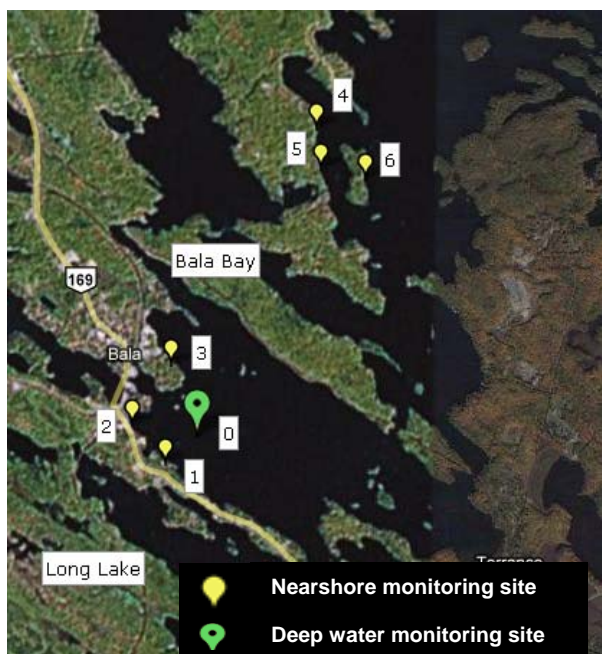 4
5
6
Bala Bay
169
3
Bala
2
0
1
Torrance
Long Lake
Nearshore monitoring site
Deep water monitoring site